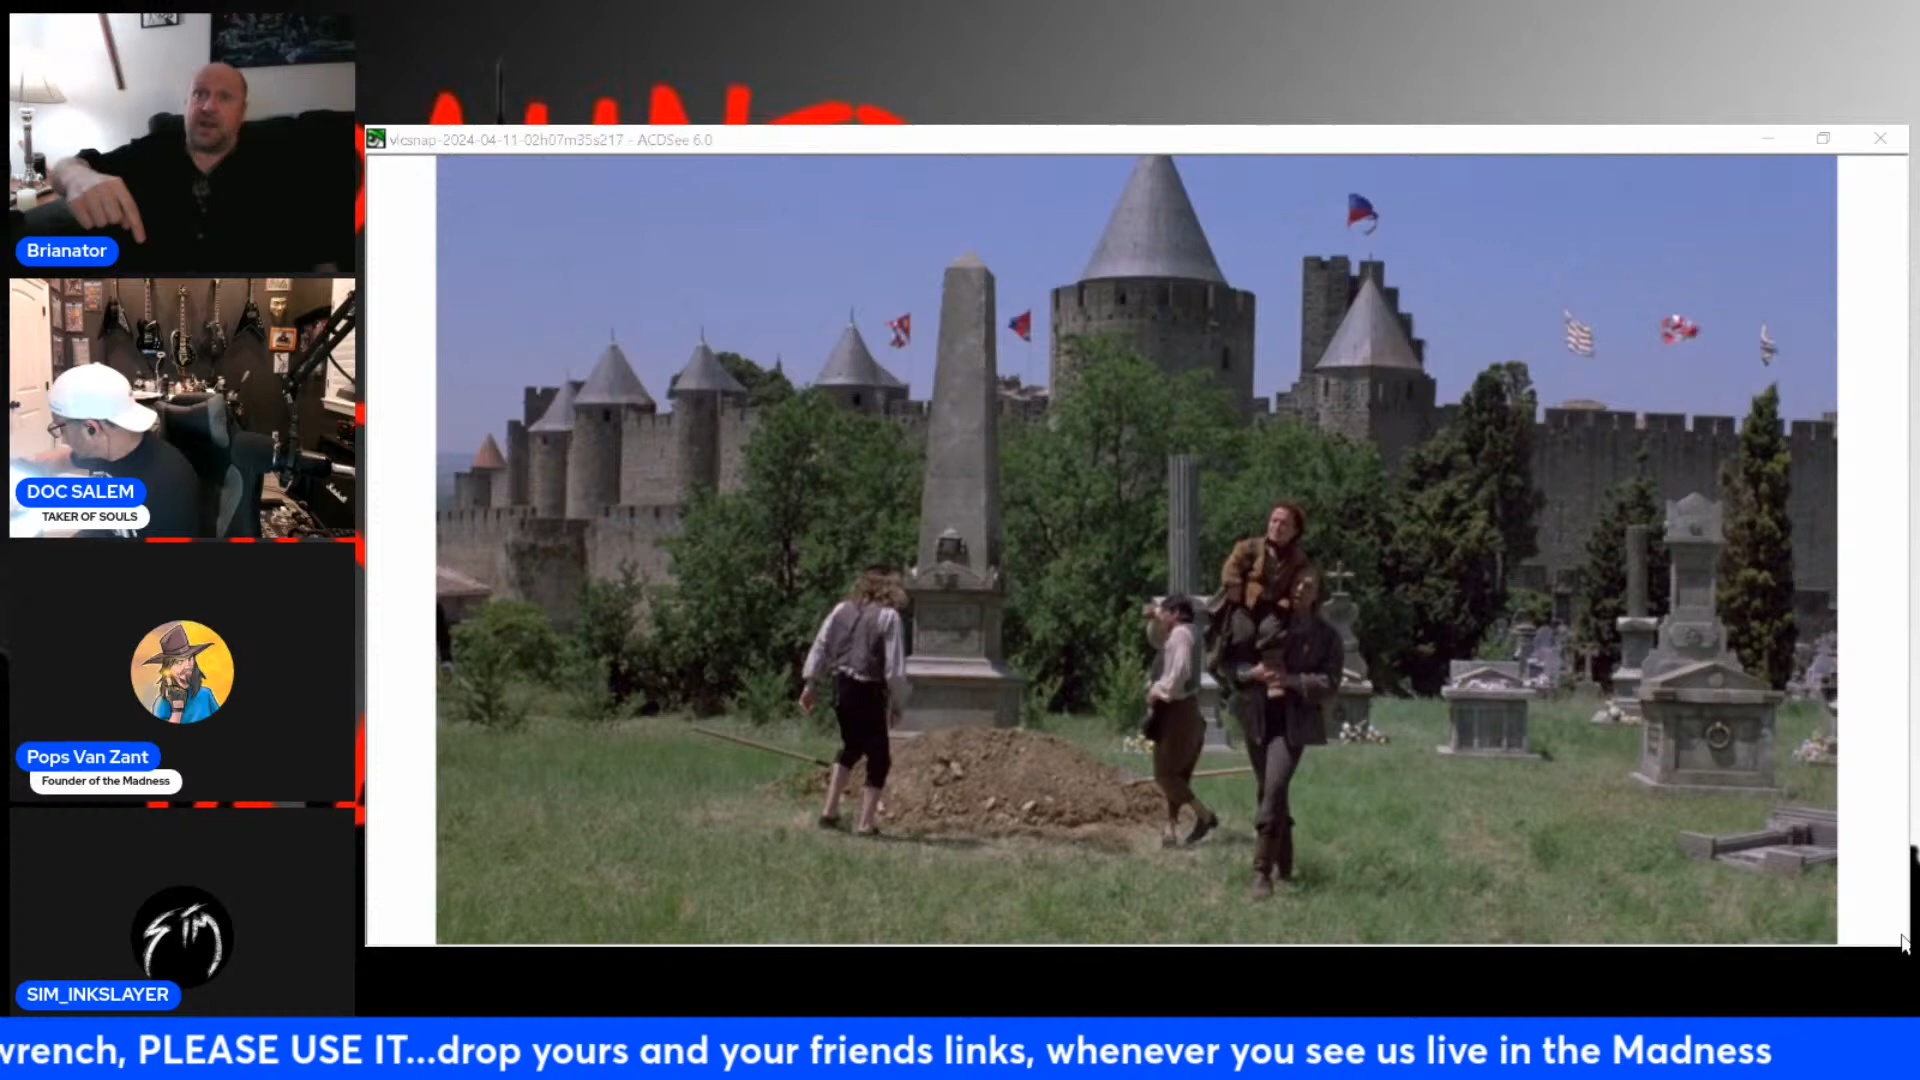 vlcsnap-2024-04-11-02h07m35s217 - ACDSee 6.0
Brianator
DOC SALEM
TAKER OF SOULS
Pops Van Zant
Founder of the Madness
SIM
SIM_INKSLAYER
wrench, PLEASE USE IT...drop yours and your friends links, whenever you see us live in the Madness